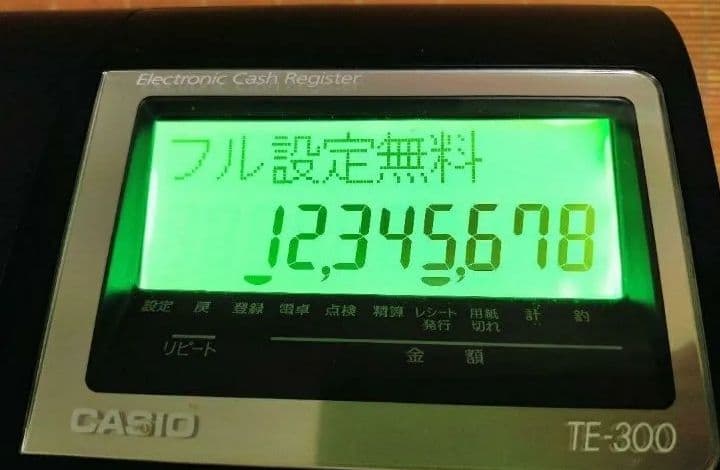 Electronic Cash Register
フル設定無料
12,345,678
設定 戻 登録 電卓 点検 精算 レシート発行 用紙切れ 計 釣
リピート 金額
CASIO TE-300